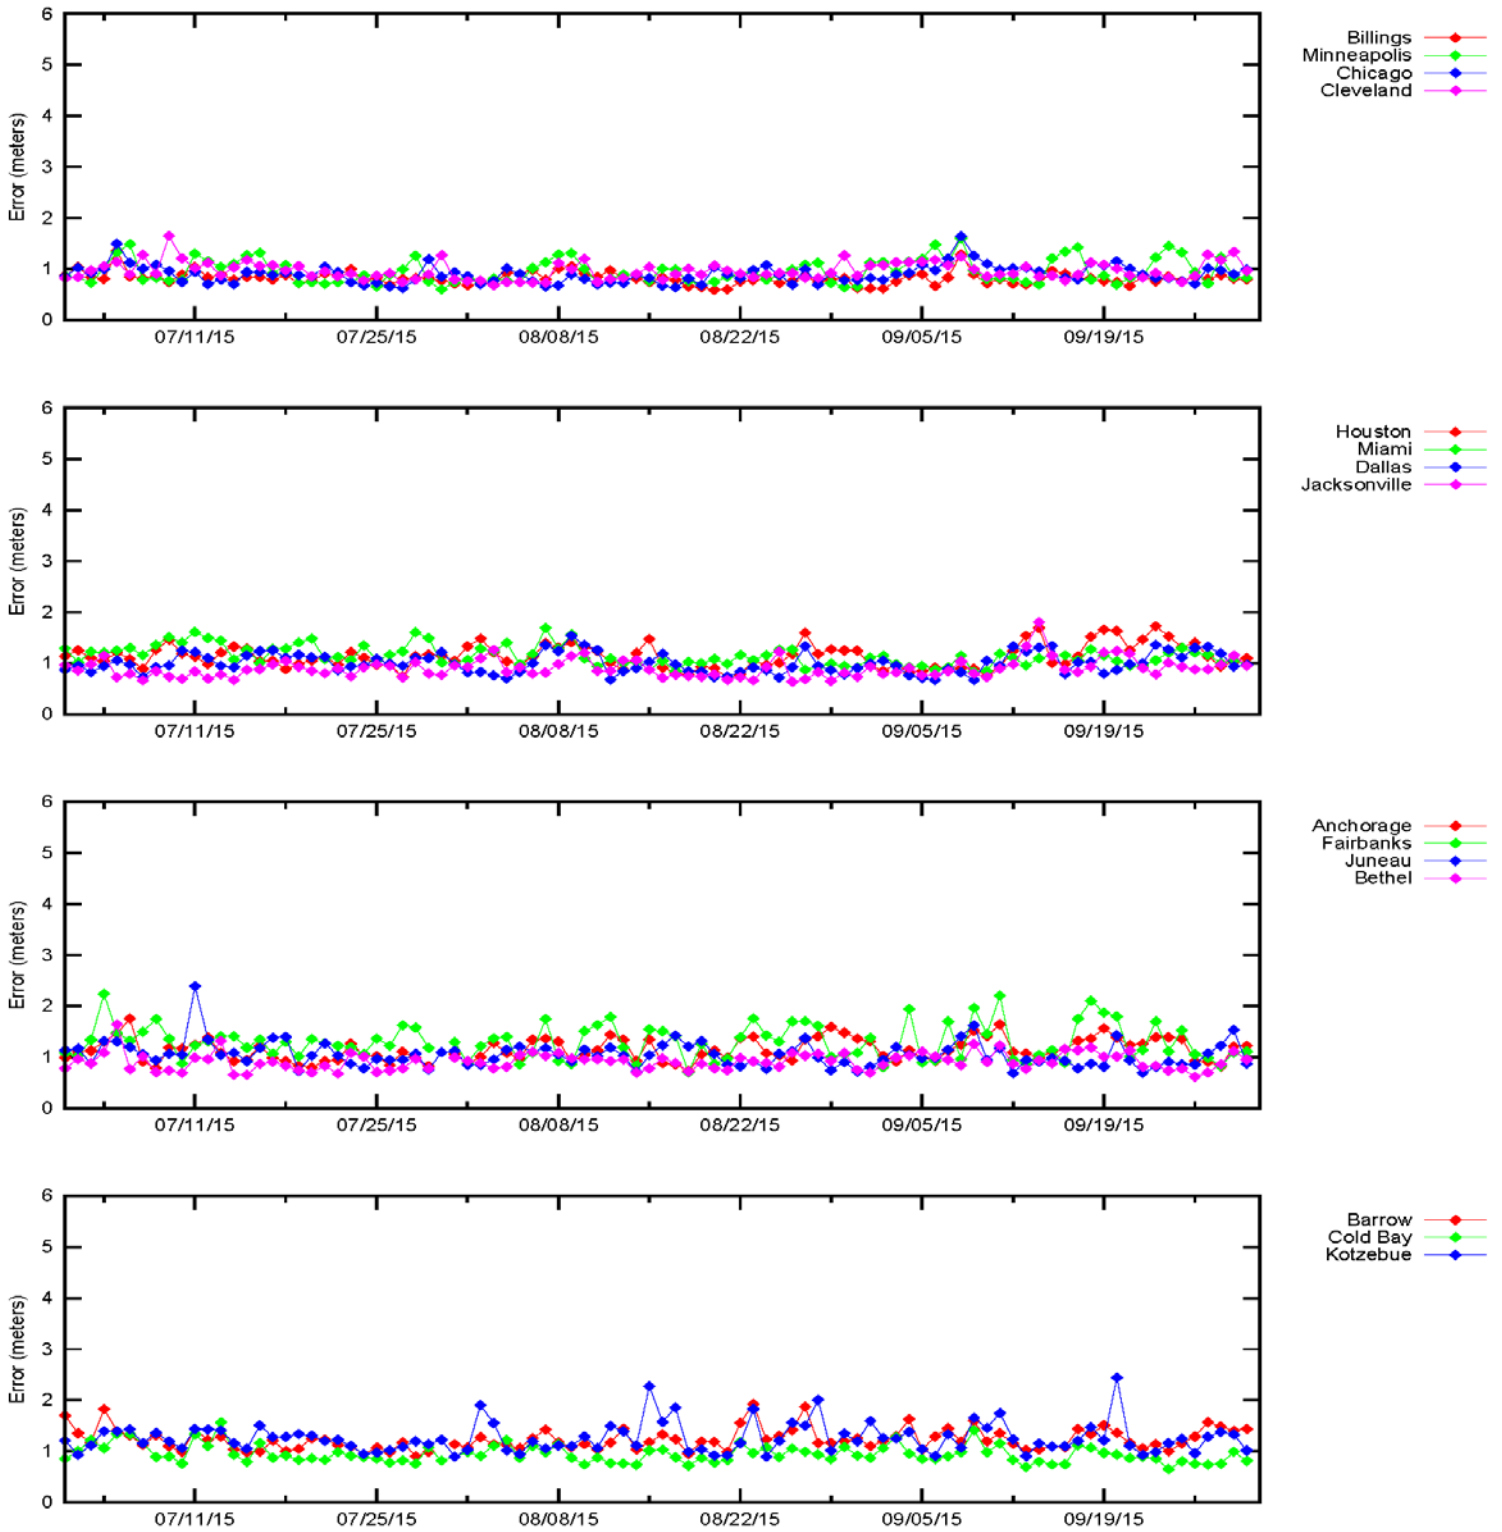 6
5
4
3
2
1
0
Error (meters)
07/11/15 07/25/15 08/08/15 08/22/15 09/05/15 09/19/15
Billings
Minneapolis
Chicago
Cleveland
6
5
4
3
2
1
0
Error (meters)
07/11/15 07/25/15 08/08/15 08/22/15 09/05/15 09/19/15
Houston
Miami
Dallas
Jacksonville
6
5
4
3
2
1
0
Error (meters)
07/11/15 07/25/15 08/08/15 08/22/15 09/05/15 09/19/15
Anchorage
Fairbanks
Juneau
Bethel
6
5
4
3
2
1
0
Error (meters)
07/11/15 07/25/15 08/08/15 08/22/15 09/05/15 09/19/15
Barrow
Cold Bay
Kotzebue